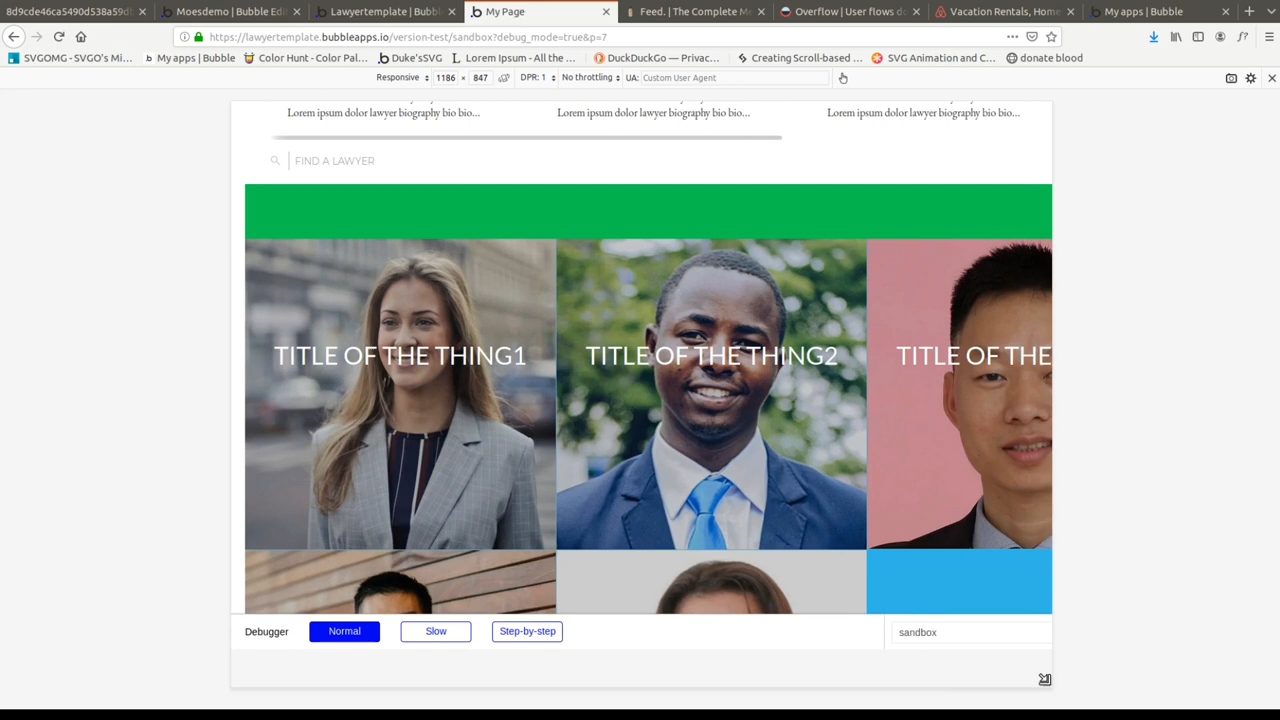 8d9cde46ca5490d538a59d
Moesdemo | Bubble Edi
Lawyertemplate | Bubbl
My Page
Feed. | The Complete M
Overflow | User flows d
Vacation Rentals, Home
My apps | Bubble
https://lawyertemplate.bubbleapps.io/version-test/sandbox?debug_mode=true&p=7
SVGOMG - SVGO's Mi...
My apps | Bubble
Color Hunt - Color Pal...
Duke'sSVG
Lorem Ipsum - All the ...
DuckDuckGo — Privac...
Creating Scroll-based ...
SVG Animation and C...
donate blood
Responsive 1186 × 847 DPR: 1 No throttling UA: Custom User Agent
Lorem ipsum dolor lawyer biography bio bio...
Lorem ipsum dolor lawyer biography bio bio...
Lorem ipsum dolor lawyer biography bio bio...
FIND A LAWYER
TITLE OF THE THING1
TITLE OF THE THING2
TITLE OF THE
Debugger
Normal
Slow
Step-by-step
sandbox